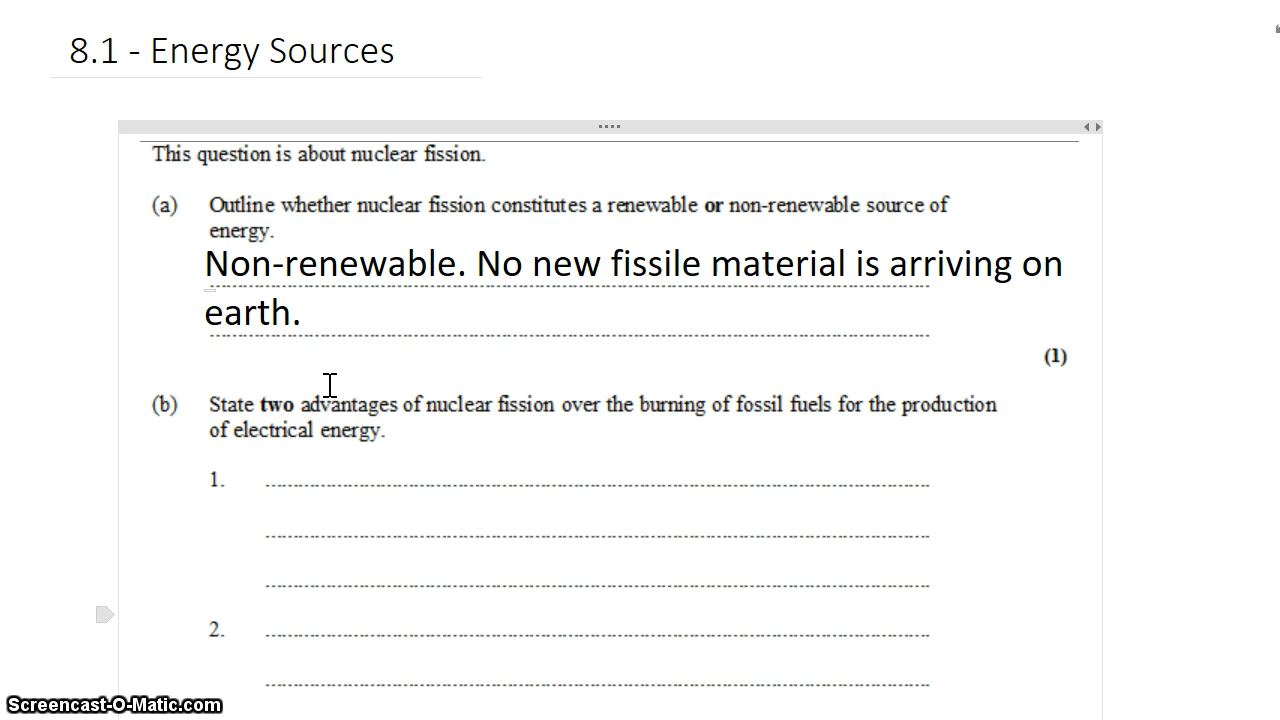 8.1 - Energy Sources
This question is about nuclear fission.
(a) Outline whether nuclear fission constitutes a renewable or non-renewable source of
energy.
Non-renewable. No new fissile material is arriving on
earth.
(1)
(b) State two advantages of nuclear fission over the burning of fossil fuels for the production
of electrical energy.
1.
2.
Screencast-O-Matic.com